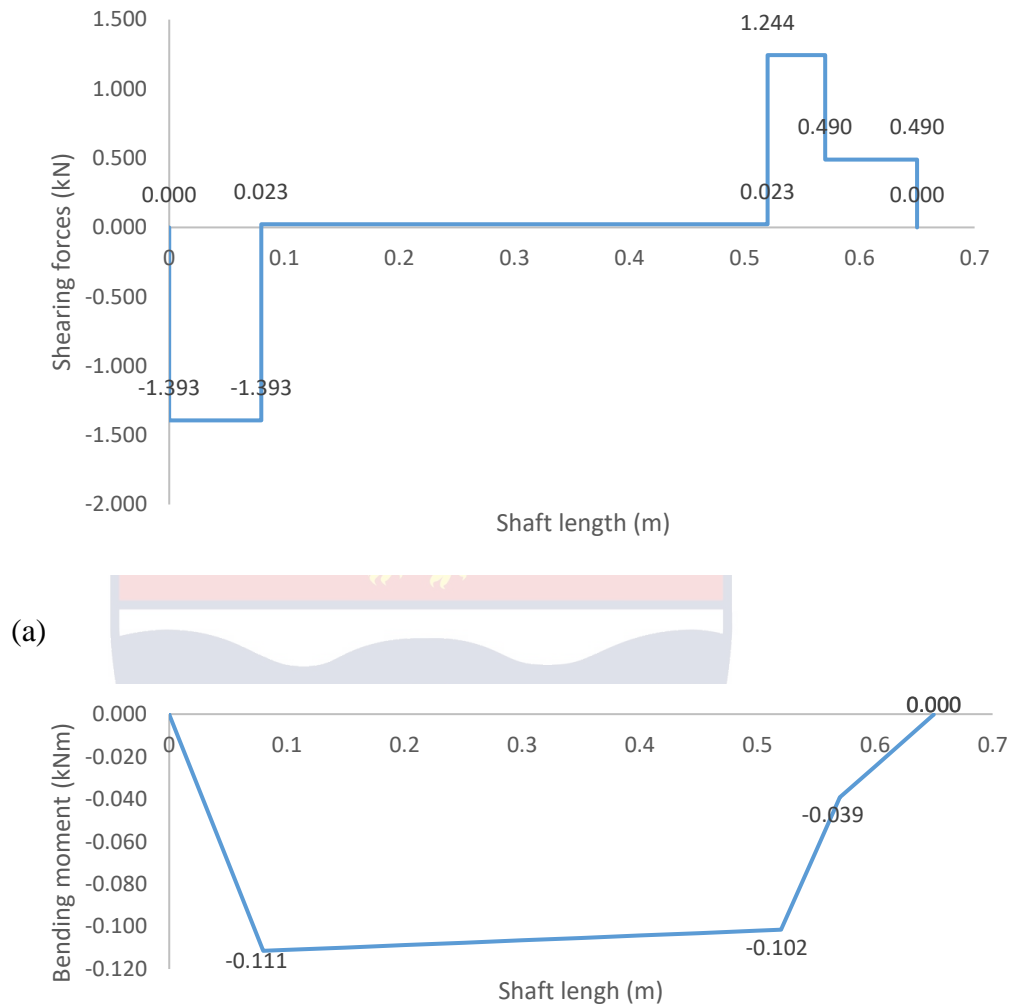 1.500
1.244
1.000
0.490 0.490
0.500
0.000 0.023 0.023 0.000
0.000
0 0.1 0.2 0.3 0.4 0.5 0.6 0.7
-0.500
-1.000
-1.393 -1.393
-1.500
-2.000
Shearing forces (kN)
Shaft length (m)
(a)
0.000 0.000
0 0.1 0.2 0.3 0.4 0.5 0.6 0.7
-0.020
-0.040
-0.039
-0.060
-0.080
-0.100
-0.111 -0.102
-0.120
Bending moment (kNm)
Shaft lengh (m)